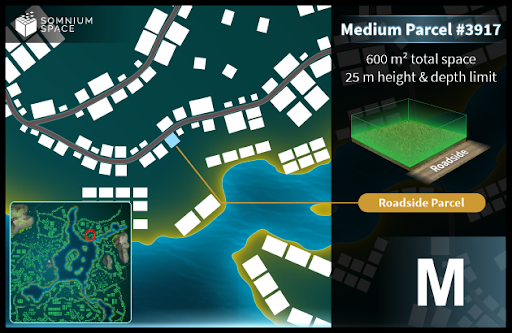 SOMNIUM
SPACE
Medium Parcel #3917
600 m² total space
25 m height & depth limit
Roadside
Roadside Parcel
M